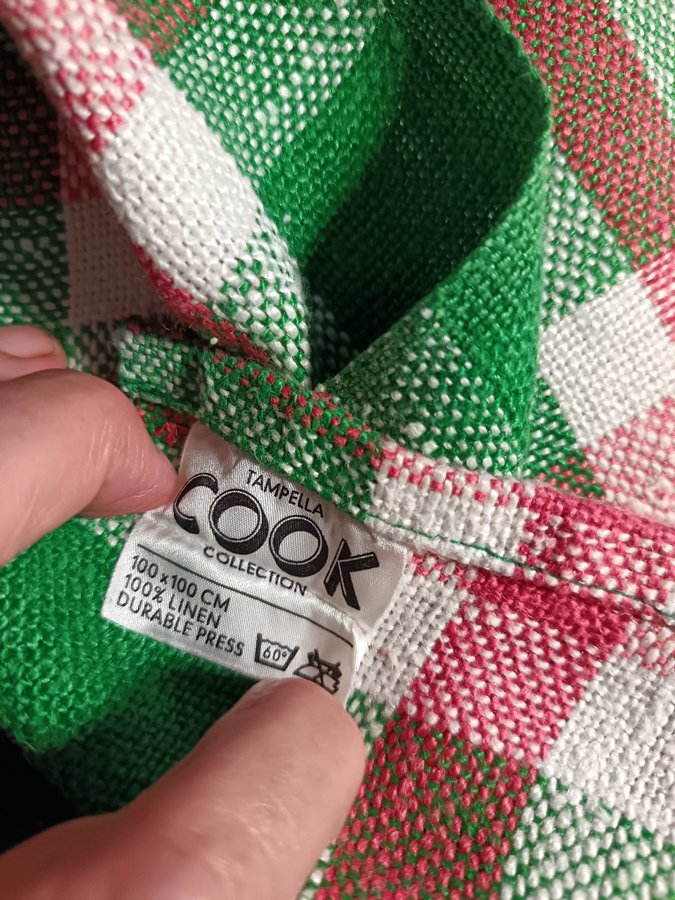 TAMPELLA
COOK
COLLECTION
100 x 100 CM
100% LINEN
DURABLE PRESS
60°